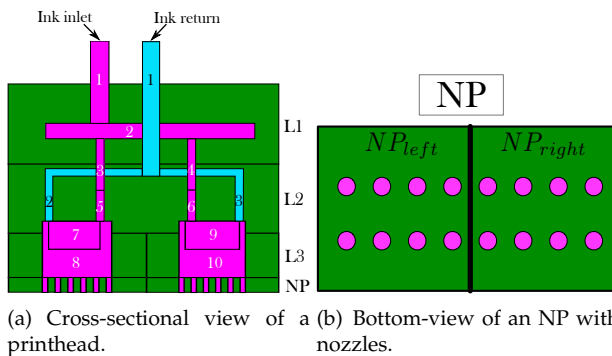 Ink inlet
Ink return
1
1
2
L1
3
4
2
5
6
3
L2
7
9
8
10
L3
NP
NP
NP_left
NP_right
(a) Cross-sectional view of a printhead.
(b) Bottom-view of an NP with nozzles.